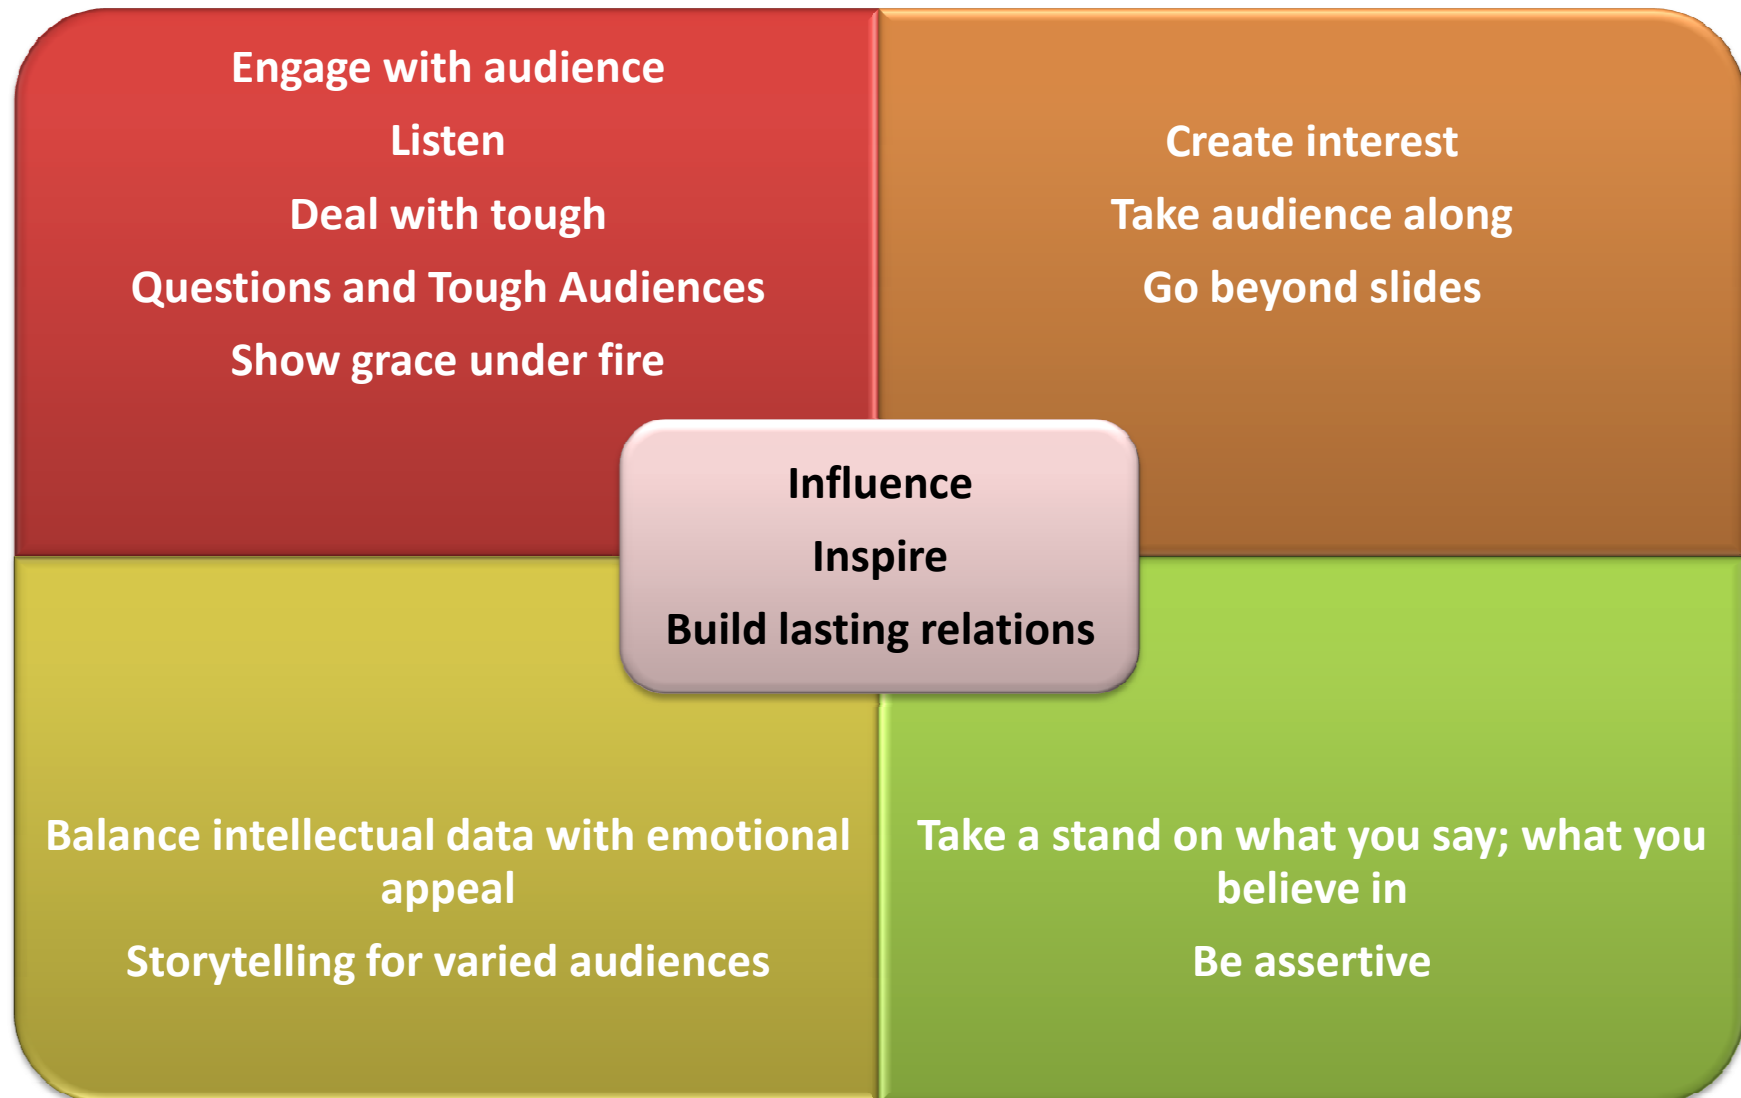 Engage with audience
Listen
Deal with tough
Questions and Tough Audiences
Show grace under fire
Create interest
Take audience along
Go beyond slides
Influence
Inspire
Build lasting relations
Balance intellectual data with emotional
appeal
Storytelling for varied audiences
Take a stand on what you say; what you
believe in
Be assertive